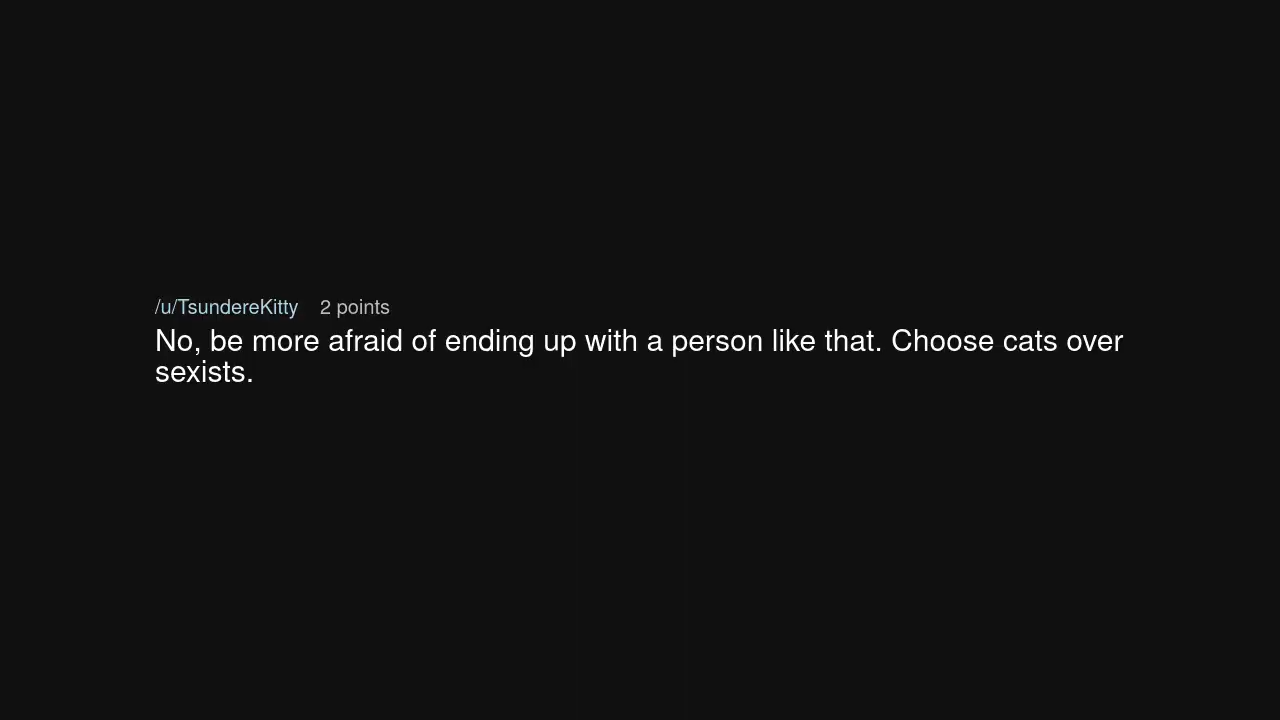 /u/TsundereKitty 2 points
No, be more afraid of ending up with a person like that. Choose cats over
sexists.